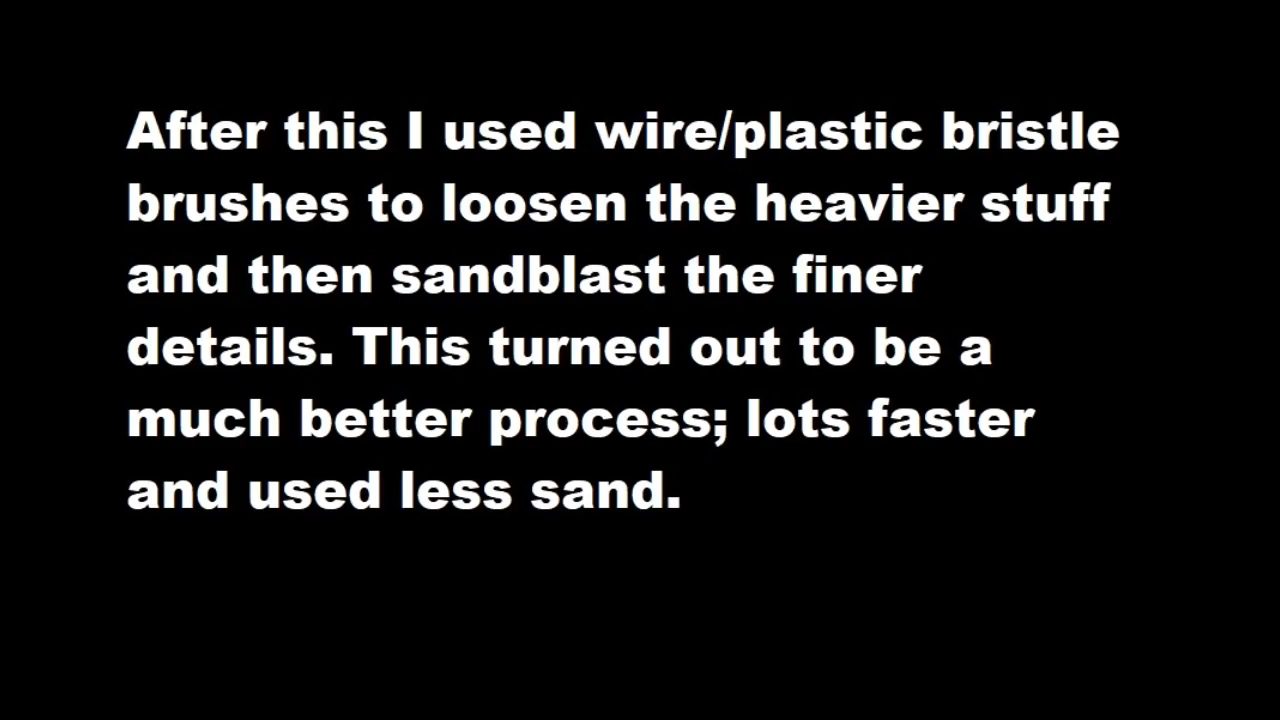 After this I used wire/plastic bristle
brushes to loosen the heavier stuff
and then sandblast the finer
details. This turned out to be a
much better process; lots faster
and used less sand.